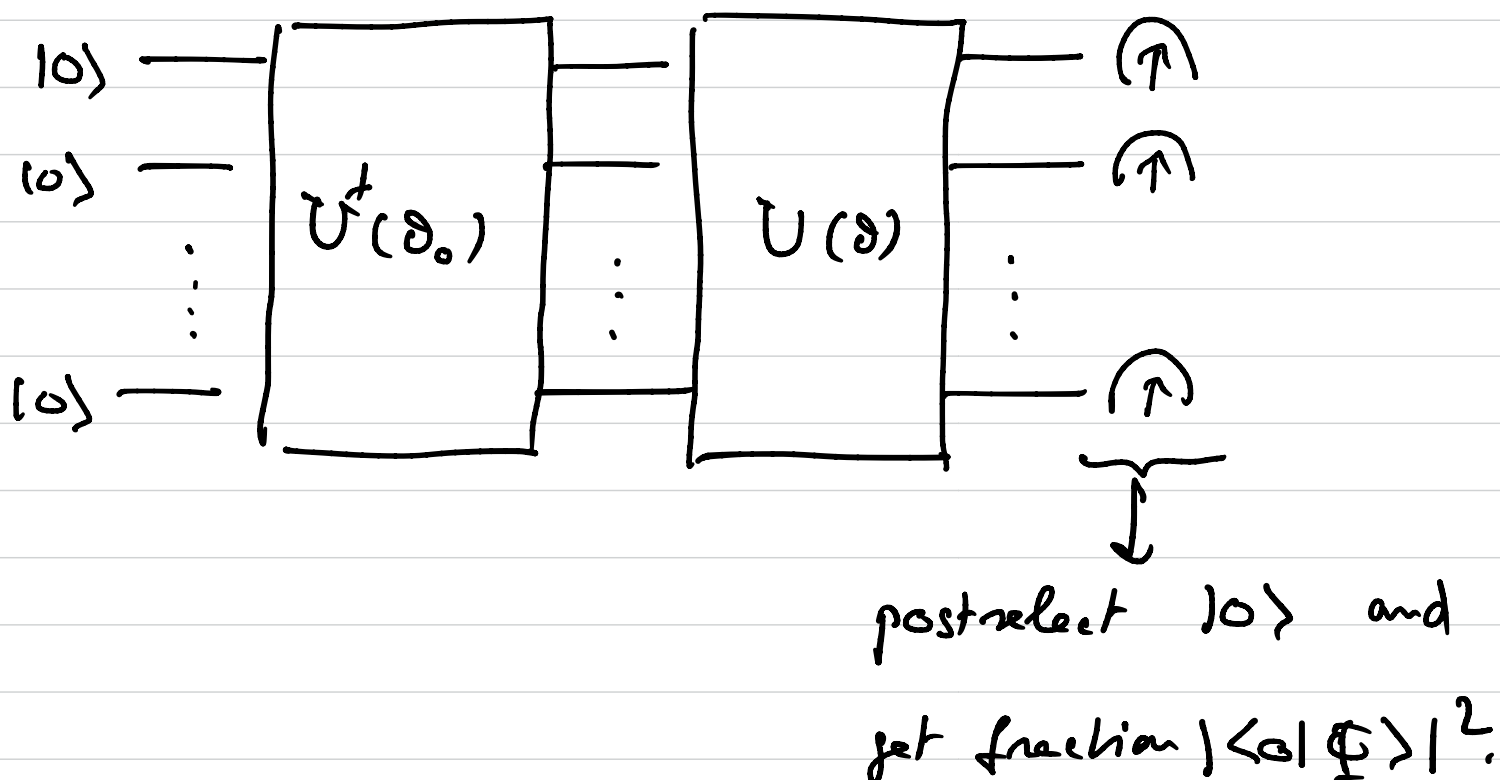 |0⟩
|0⟩
U†(θ₀)
U(θ)
|0⟩
postselect |0⟩ and
get fraction |<0|Φ>|².